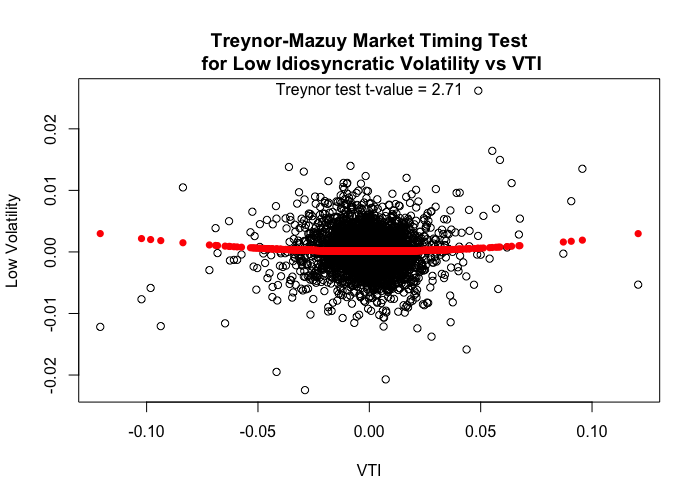 Treynor-Mazuy Market Timing Test
for Low Idiosyncratic Volatility vs VTI
Treynor test t-value = 2.71
Low Volatility
0.02
0.01
0.00
-0.01
-0.02
-0.10
-0.05
0.00
0.05
0.10
VTI